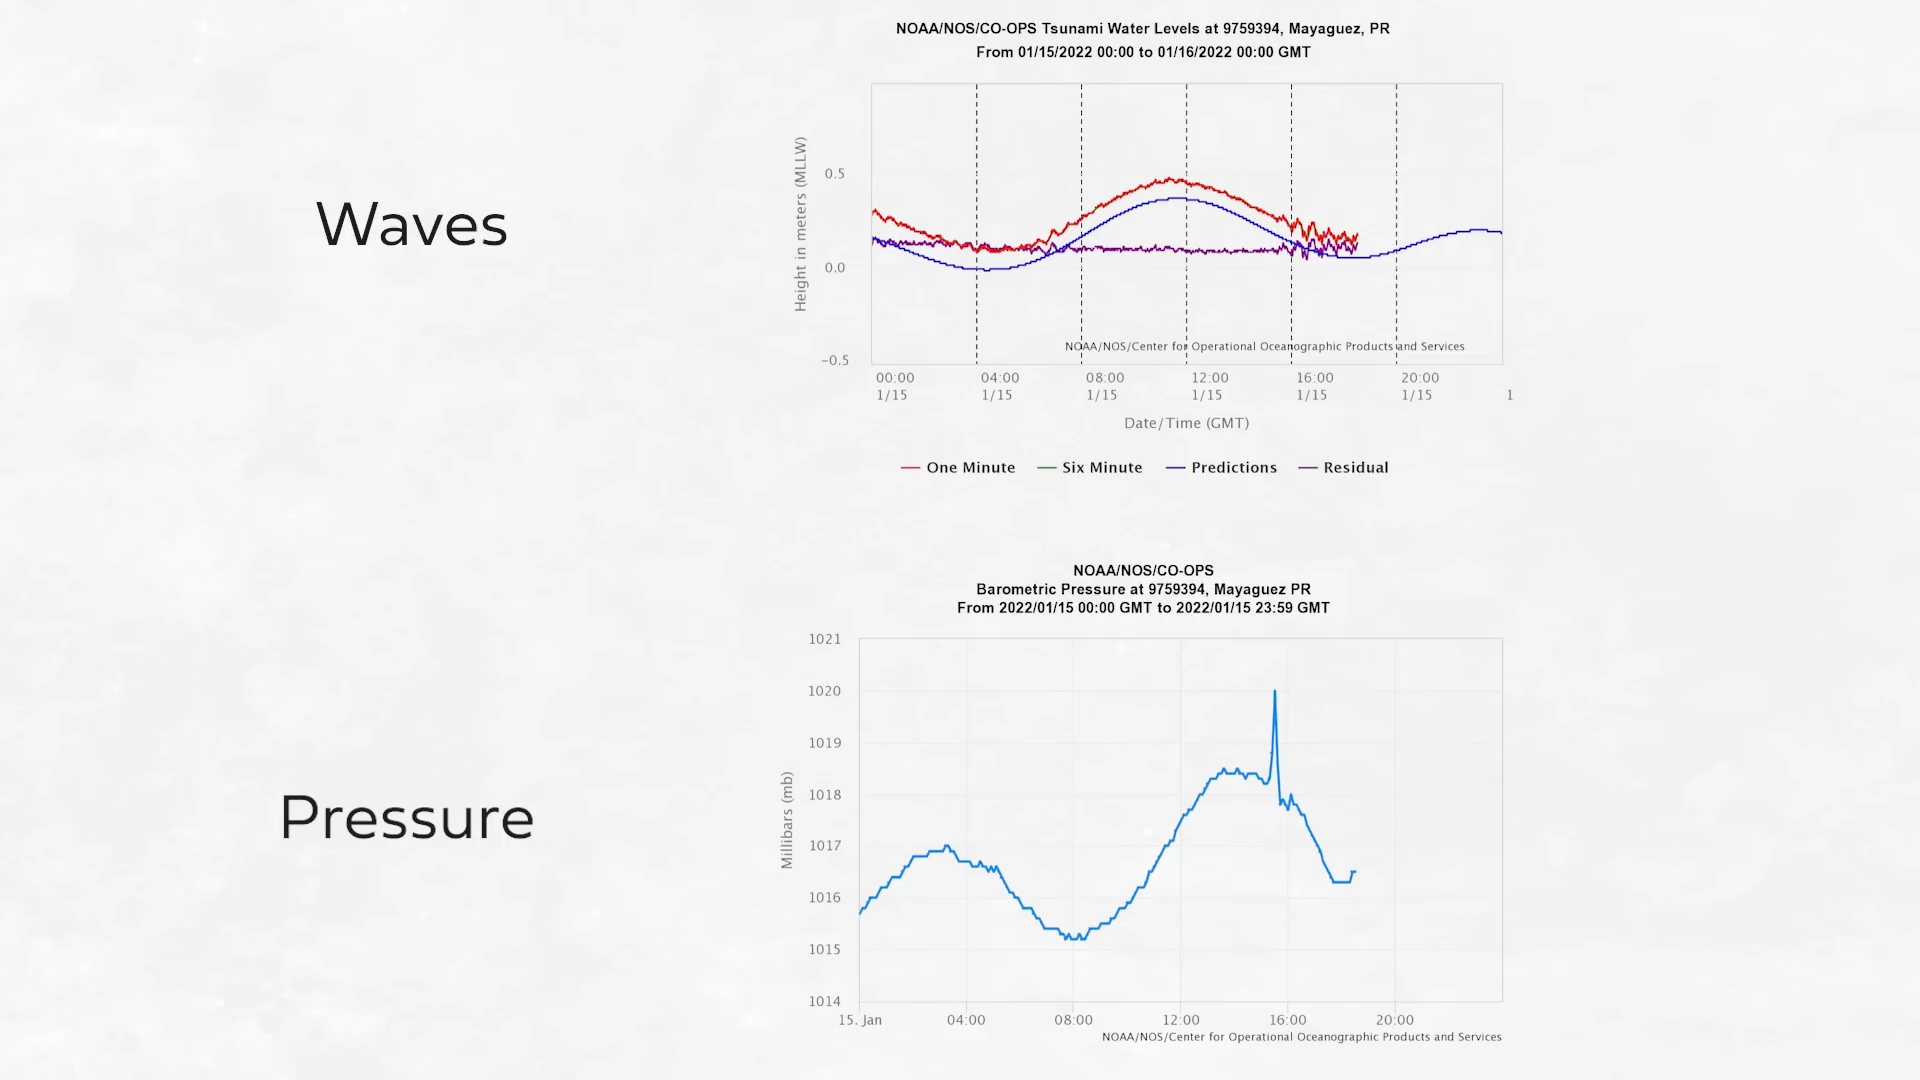 NOAA/NOS/CO-OPS Tsunami Water Levels at 9759394, Mayaguez, PR
From 01/15/2022 00:00 to 01/16/2022 00:00 GMT
Waves
Height in meters (MLLW)
0.5
0.0
−0.5
NOAA/NOS/Center for Operational Oceanographic Products and Services
00:00 04:00 08:00 12:00 16:00 20:00
1/15 1/15 1/15 1/15 1/15 1/15 1
Date/Time (GMT)
One Minute Six Minute Predictions Residual
NOAA/NOS/CO-OPS
Barometric Pressure at 9759394, Mayaguez PR
From 2022/01/15 00:00 GMT to 2022/01/15 23:59 GMT
Pressure
Millibars (mb)
1021
1020
1019
1018
1017
1016
1015
1014
15. Jan 04:00 08:00 12:00 16:00 20:00
NOAA/NOS/Center for Operational Oceanographic Products and Services